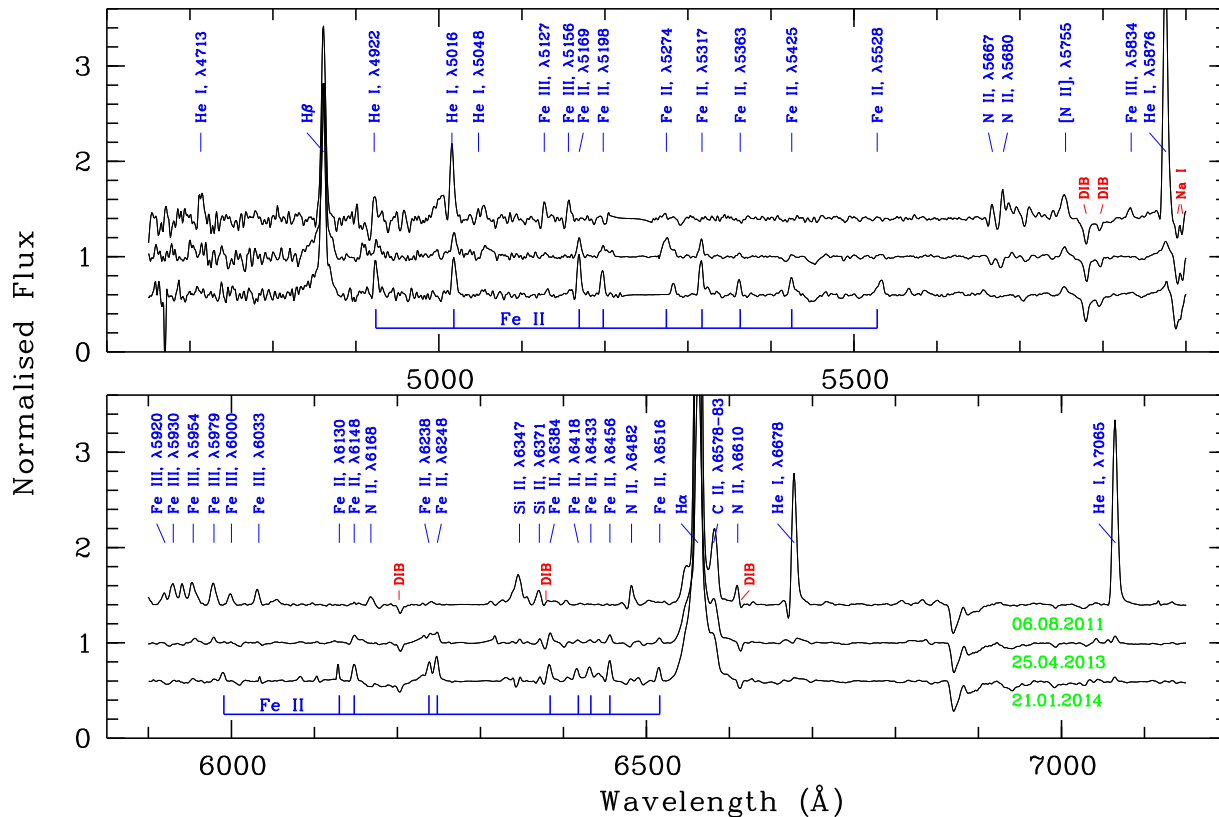 Normalised Flux
3
2
1
0
He I, λ4713
Hβ
He I, λ4922
He I, λ5016
He I, λ5048
Fe III, λ5127
Fe III, λ5156
Fe II, λ5169
Fe II, λ5198
Fe II, λ5274
Fe II, λ5317
Fe II, λ5363
Fe II, λ5425
Fe II, λ5528
N II, λ5667
N II, λ5680
[N II], λ5755
Fe III, λ5834
He I, λ5876
DIB
DIB
Na I
Fe II
5000
5500
3
2
1
0
Fe III, λ5920
Fe III, λ5930
Fe III, λ5954
Fe III, λ5979
Fe III, λ6000
Fe III, λ6033
Fe II, λ6130
Fe II, λ6148
N II, λ6168
Fe II, λ6238
Fe II, λ6248
Si II, λ6347
Si II, λ6371
Fe II, λ6384
Fe II, λ6418
Fe II, λ6433
Fe II, λ6456
N II, λ6482
Fe II, λ6516
Hα
C II, λ6578-83
N II, λ6610
He I, λ6678
He I, λ7065
DIB
DIB
DIB
06.08.2011
25.04.2013
21.01.2014
Fe II
6000
6500
7000
Wavelength (Å)